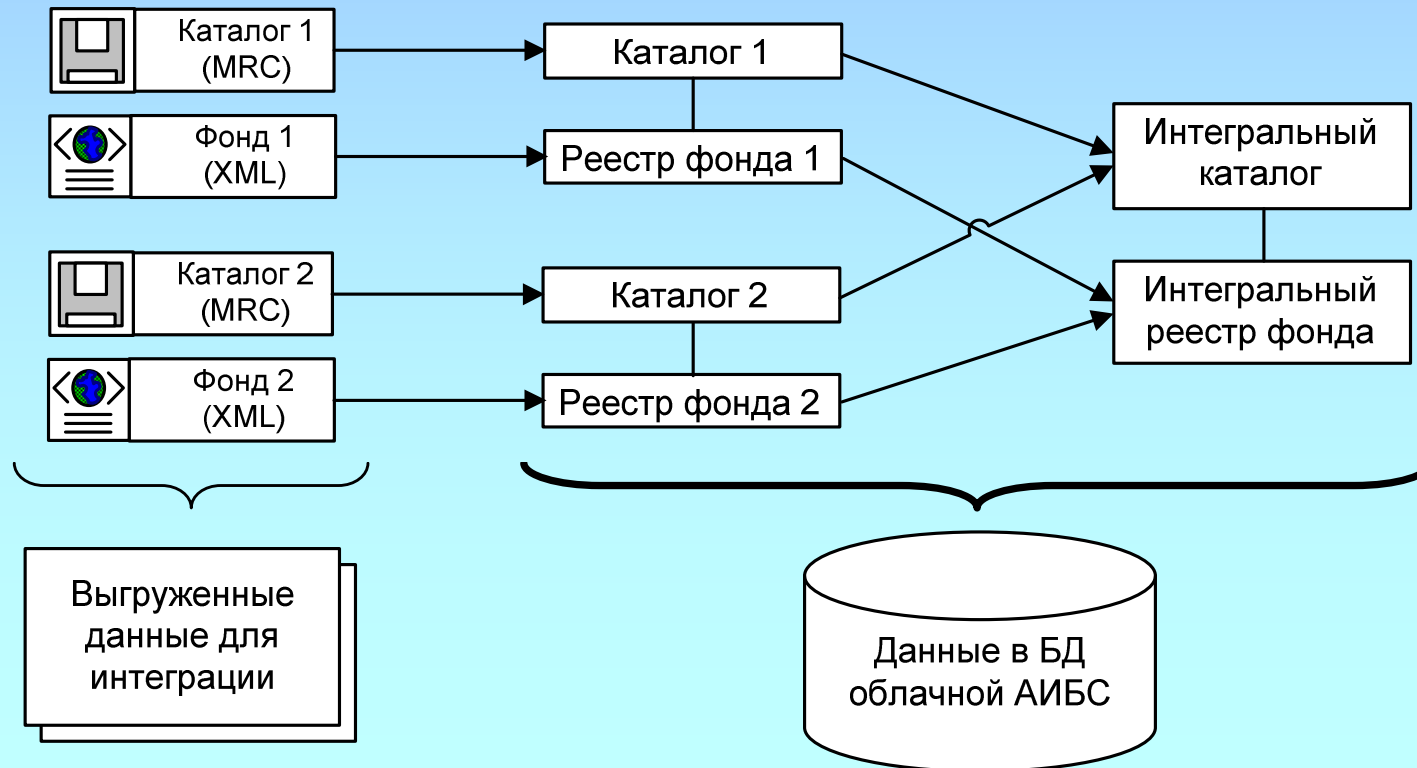 Каталог 1
(MRC)
Каталог 1
Фонд 1
(XML)
Реестр фонда 1
Интегральный
каталог
Каталог 2
(MRC)
Каталог 2
Интегральный
реестр фонда
Фонд 2
(XML)
Реестр фонда 2
Выгруженные
данные для
интеграции
Данные в БД
облачной АИБС